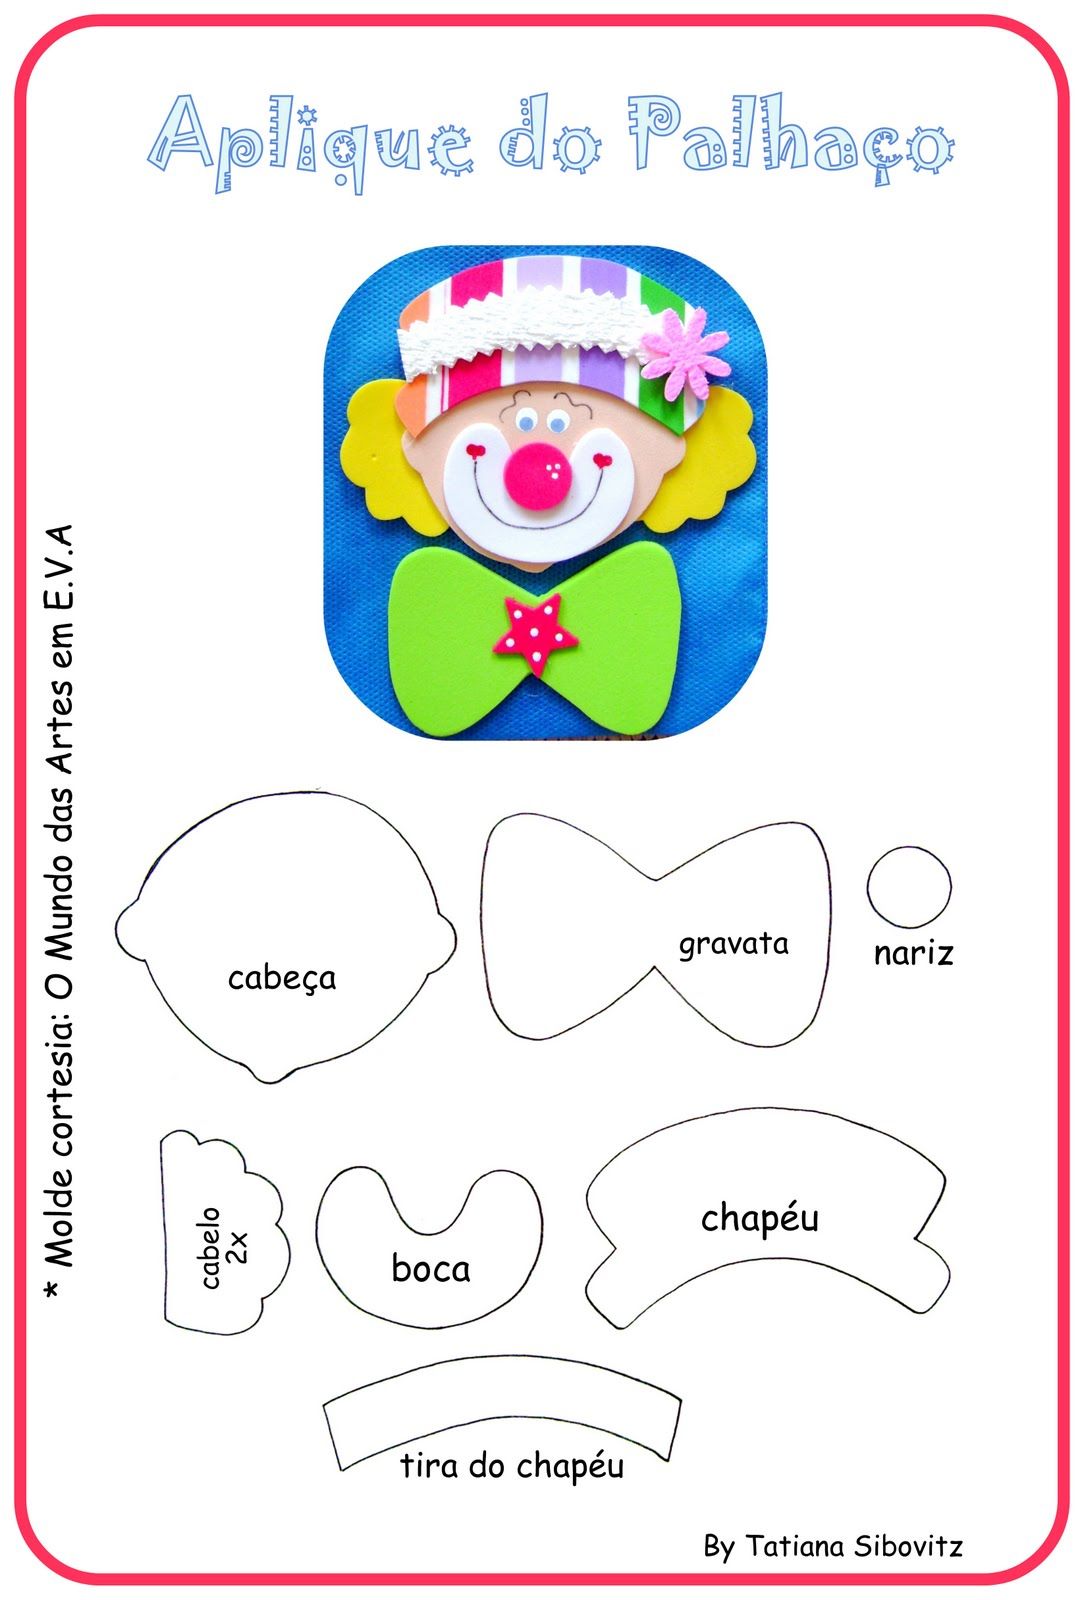 Aplique do Palhaço
* Molde cortesia: O Mundo das Artes em E.V.A
cabeça
gravata
nariz
cabelo
2x
boca
chapéu
tira do chapéu
By Tatiana Sibovitz